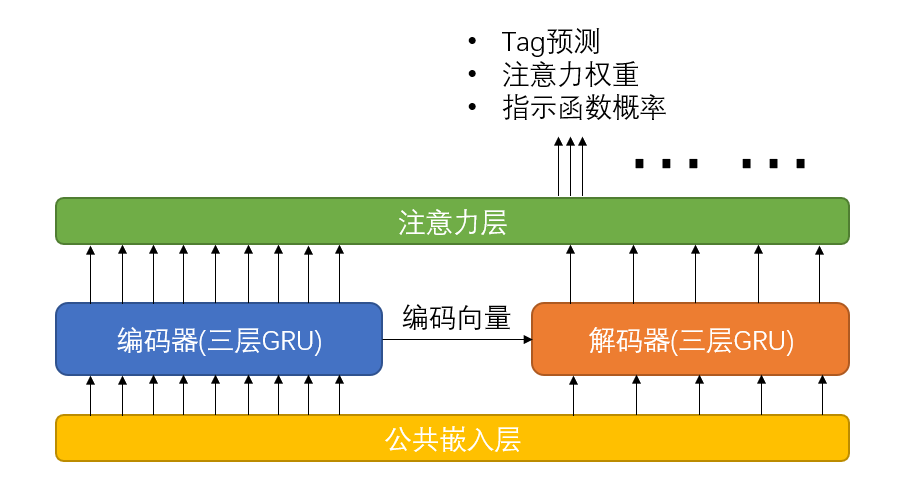 • Tag预测
• 注意力权重
• 指示函数概率
... ...
注意力层
编码器(三层GRU)
编码向量
解码器(三层GRU)
公共嵌入层